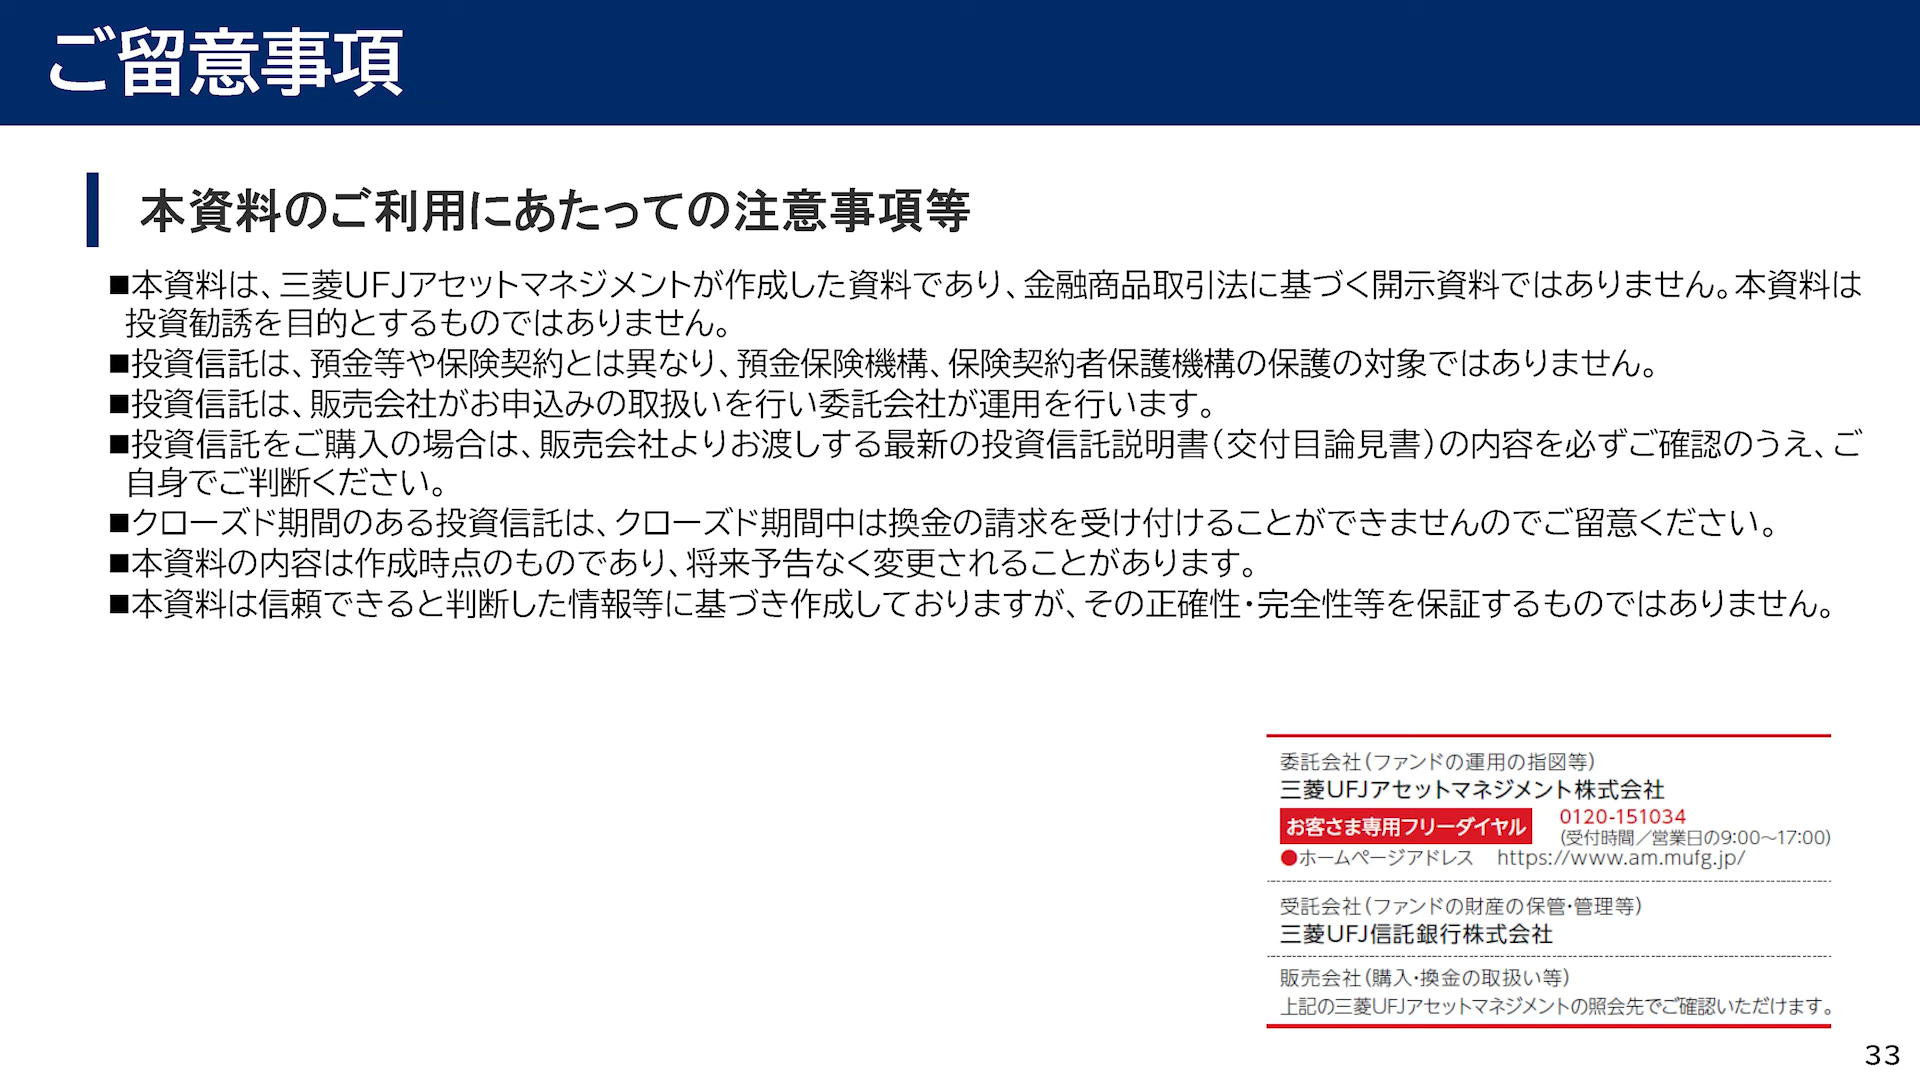 ご留意事項
本資料のご利用にあたっての注意事項等
■本資料は、三菱UFJアセットマネジメントが作成した資料であり、金融商品取引法に基づく開示資料ではありません。本資料は
投資勧誘を目的とするものではありません。
■投資信託は、預金等や保険契約とは異なり、預金保険機構、保険契約者保護機構の保護の対象ではありません。
■投資信託は、販売会社がお申込みの取扱いを行い委託会社が運用を行います。
■投資信託をご購入の場合は、販売会社よりお渡しする最新の投資信託説明書(交付目論見書)の内容を必ずご確認のうえ、ご
自身でご判断ください。
■クローズド期間のある投資信託は、クローズド期間中は換金の請求を受け付けることができませんのでご留意ください。
■本資料の内容は作成時点のものであり、将来予告なく変更されることがあります。
■本資料は信頼できると判断した情報等に基づき作成しておりますが、その正確性・完全性等を保証するものではありません。
委託会社(ファンドの運用の指図等)
三菱UFJアセットマネジメント株式会社
お客さま専用フリーダイヤル 0120-151034
(受付時間/営業日の9:00~17:00)
●ホームページアドレス https://www.am.mufg.jp/
受託会社(ファンドの財産の保管・管理等)
三菱UFJ信託銀行株式会社
販売会社(購入・換金の取扱い等)
上記の三菱UFJアセットマネジメントの照会先でご確認いただけます。
33